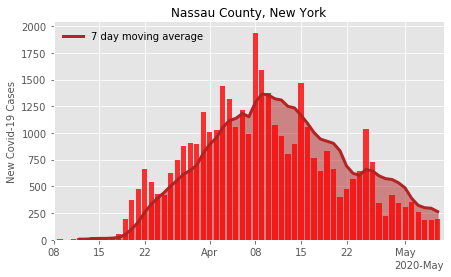 Nassau County, New York
7 day moving average
New Covid-19 Cases
2000
1750
1500
1250
1000
750
500
250
0
08 15 22 Apr 08 15 22 May
2020-May